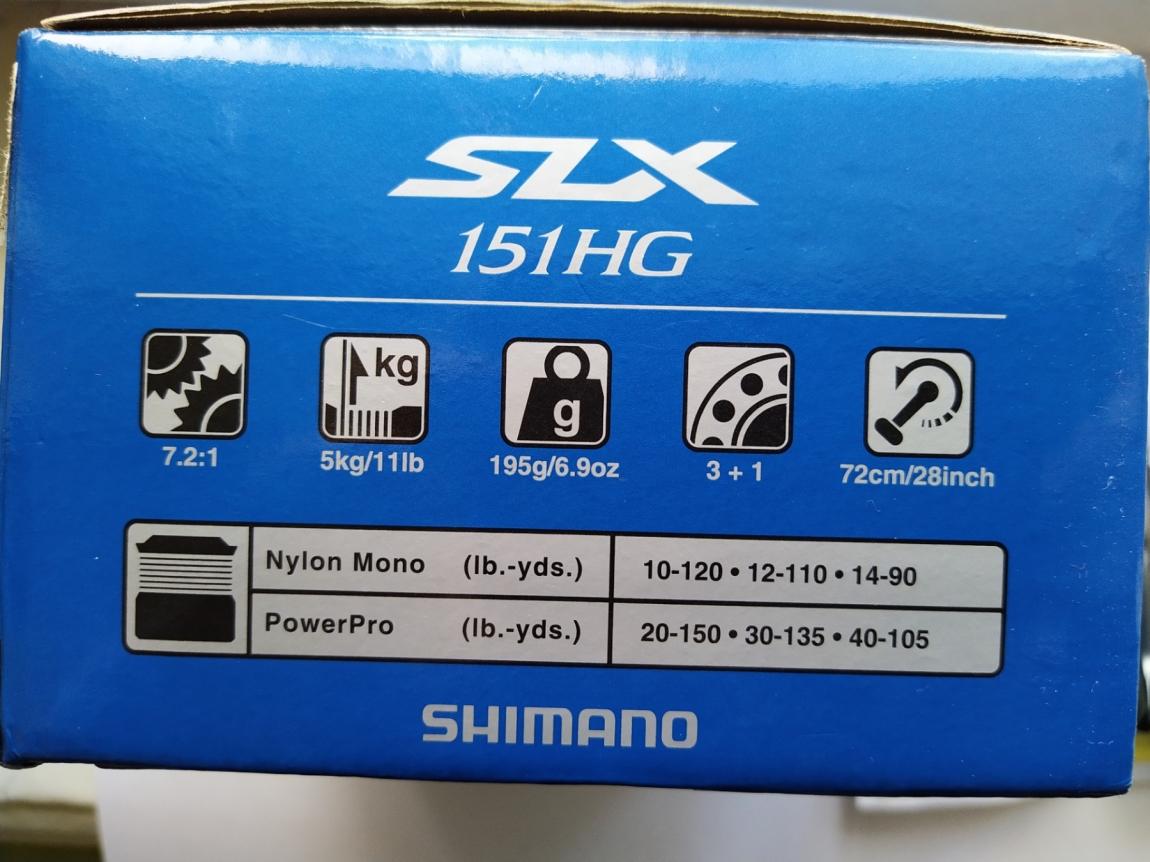 SLX
151HG
kg
g
7.2:1 5kg/11lb 195g/6.9oz 3 + 1 72cm/28inch
Nylon Mono (lb.-yds.) 10-120 • 12-110 • 14-90
PowerPro (lb.-yds.) 20-150 • 30-135 • 40-105
SHIMANO